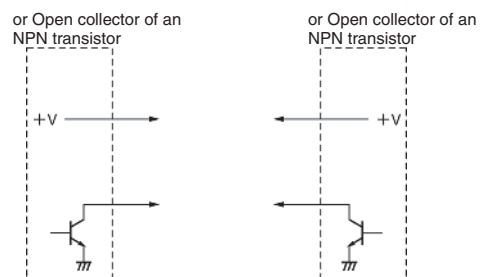 or Open collector of an
NPN transistor
+V
or Open collector of an
NPN transistor
+V